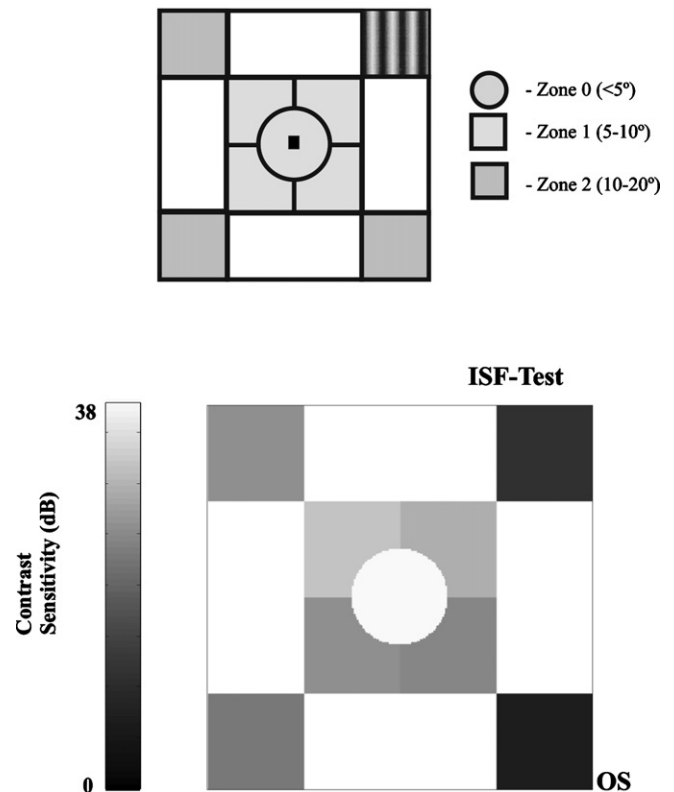 - Zone 0 (<5º)
- Zone 1 (5-10º)
- Zone 2 (10-20º)
ISF-Test
38
Contrast
Sensitivity (dB)
0
OS